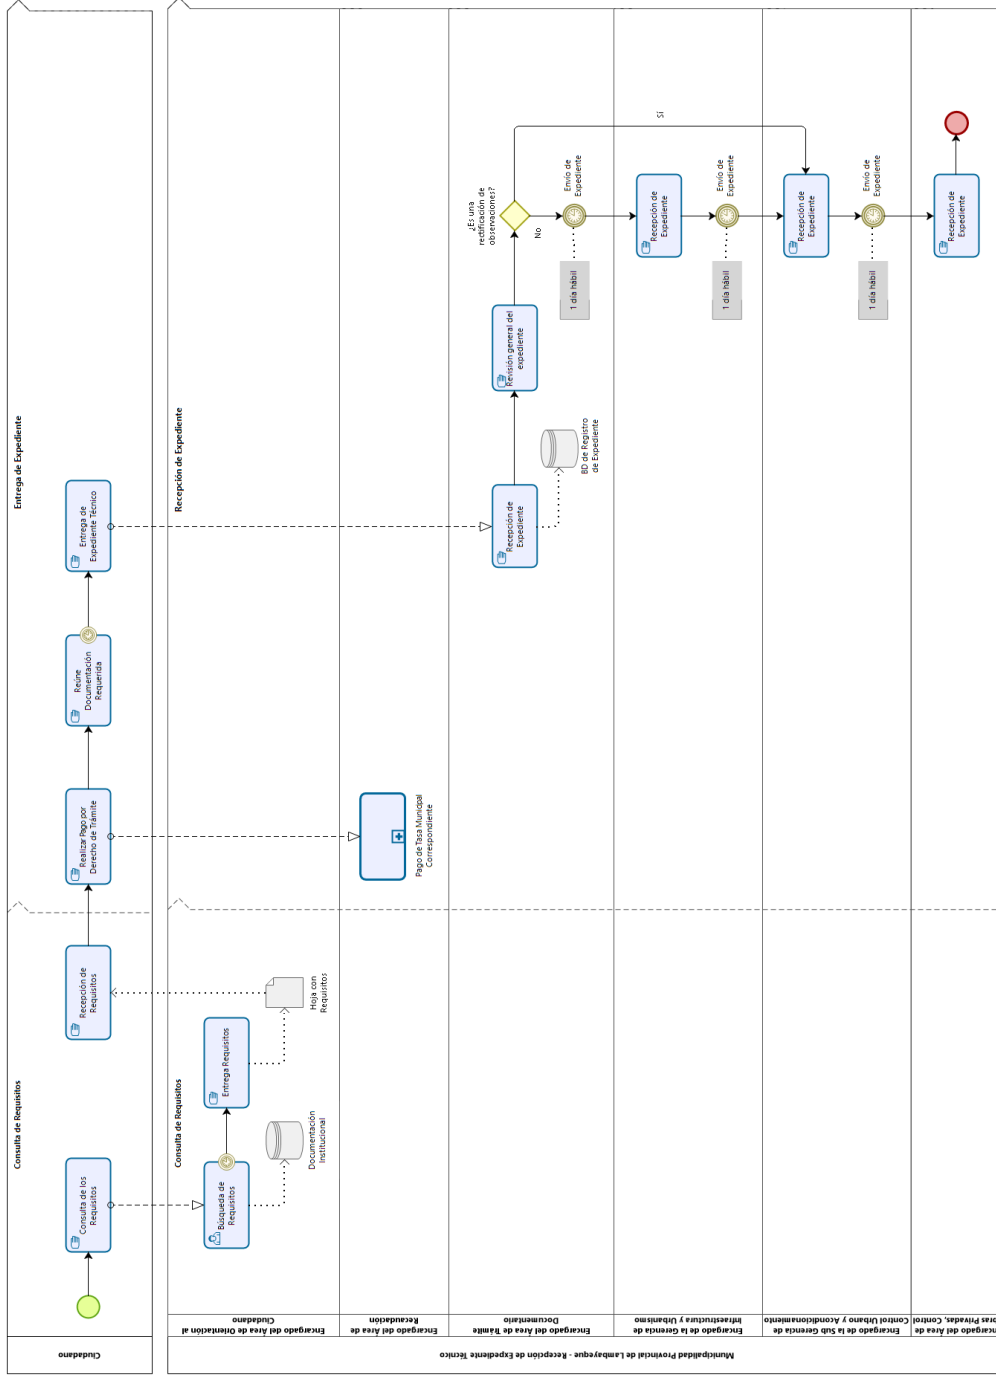 Ciudadano
Consulta de Requisitos
Entrega de Expediente
Consulta de los
Requisitos
Recepción de
Requisitos
Realizar Pago por
Derecho de Trámite
Reúne
Documentación
Requerida
Entrega de
Expediente Técnico
Municipalidad Provincial de Lambayeque - Recepción de Expediente Técnico
Consulta de Requisitos
Recepción de Expediente
Encargado del Área de Orientación al
Ciudadano
Búsqueda de
Requisitos
Documentación
Institucional
Entrega Requisitos
Hoja con
Requisitos
Encargado del Área de
Recaudación
Pago de Tasa Municipal
Correspondiente
Encargado del Área de Trámite
Documentario
Recepción de
Expediente
BD de Registro
de Expediente
Revisión general del
expediente
¿Es una
rectificación de
observaciones?
No
Sí
Envío de
Expediente
1 día hábil
Encargado de la Gerencia de
Infraestructura y Urbanismo
Recepción de
Expediente
Envío de
Expediente
1 día hábil
Encargado de la Sub Gerencia de
Control Urbano y Acondicionamiento
Recepción de
Expediente
Envío de
Expediente
1 día hábil
Encargado del Área de
Privadas, Control
Recepción de
Expediente